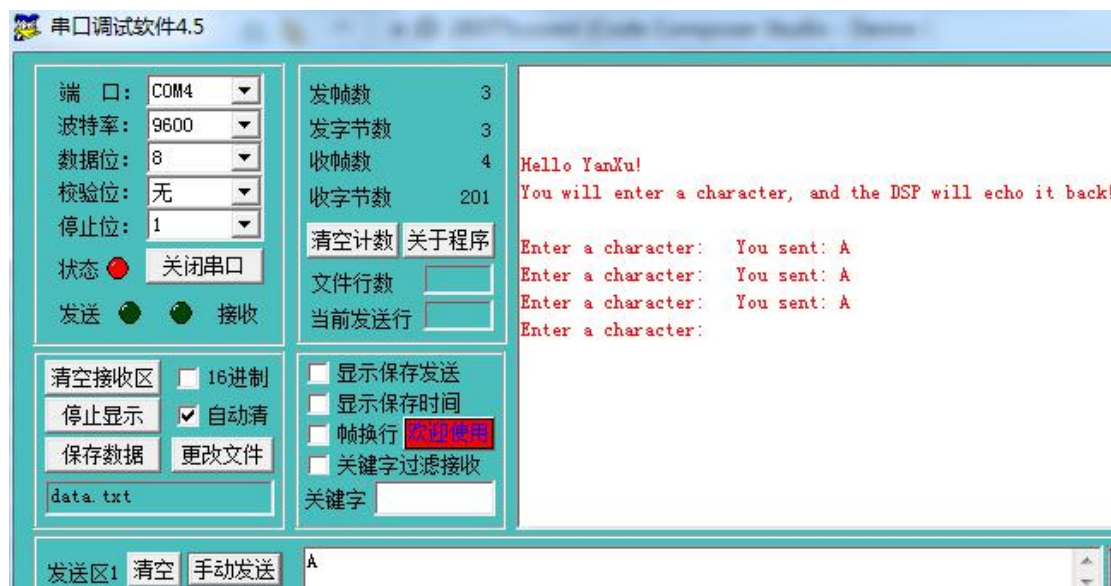 串口调试软件4.5
端 口: COM4
波特率: 9600
数据位: 8
校验位: 无
停止位: 1
状态 关闭串口
发送 接收
发帧数 3
发字节数 3
收帧数 4
收字节数 201
清空计数 关于程序
文件行数
当前发送行
Hello YanXu!
You will enter a character, and the DSP will echo it back!
Enter a character: You sent: A
Enter a character: You sent: A
Enter a character: You sent: A
Enter a character:
清空接收区 16进制
停止显示 自动清
保存数据 更改文件
data.txt
显示保存发送
显示保存时间
帧换行 欢迎使用
关键字过滤接收
关键字
发送区1 清空 手动发送 A